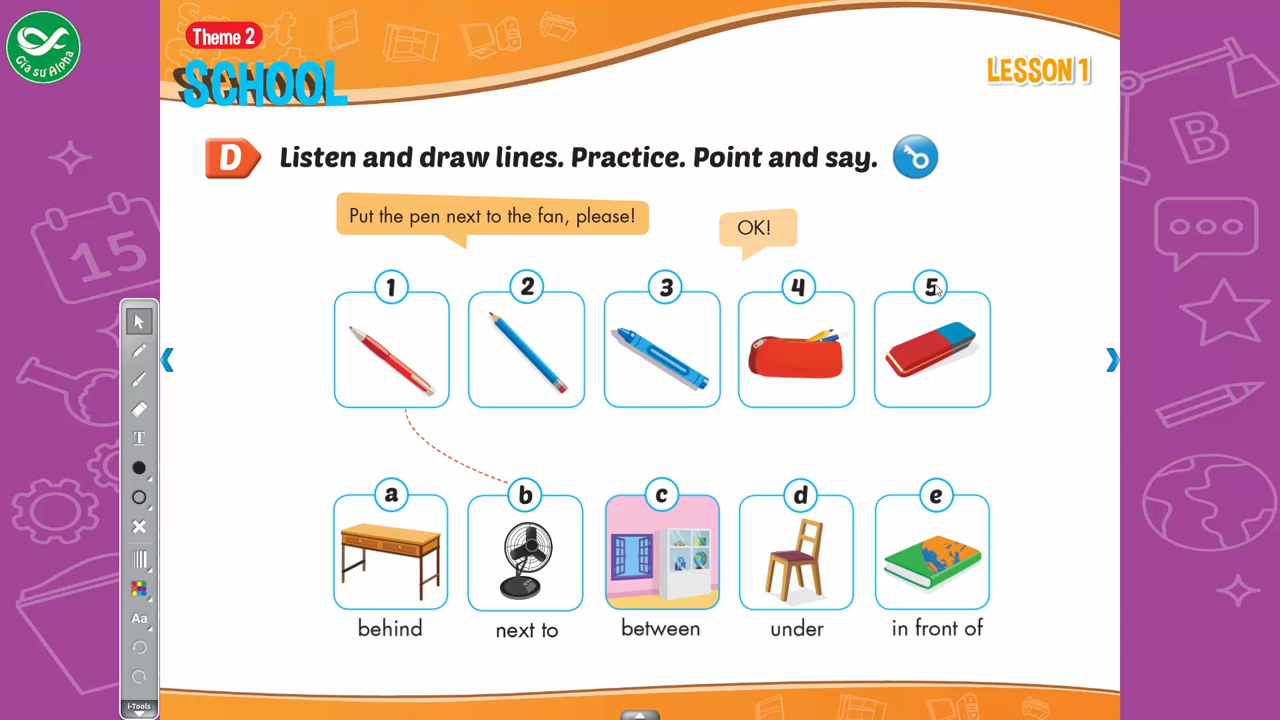 Gia sư Alpha
Theme 2
SCHOOL
LESSON 1
D
Listen and draw lines. Practice. Point and say.
Put the pen next to the fan, please!
OK!
1
2
3
4
5
a
b
c
d
e
behind
next to
between
under
in front of
15
B
T
Aa
i-Tools